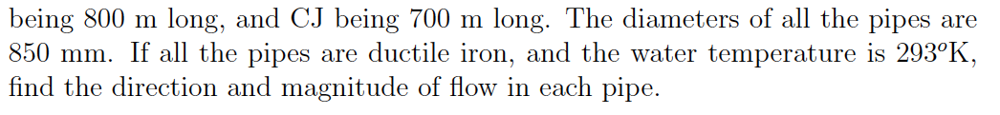 being 800 m long, and CJ being 700 m long. The diameters of all the pipes are
850 mm. If all the pipes are ductile iron, and the water temperature is 293ºK,
find the direction and magnitude of flow in each pipe.